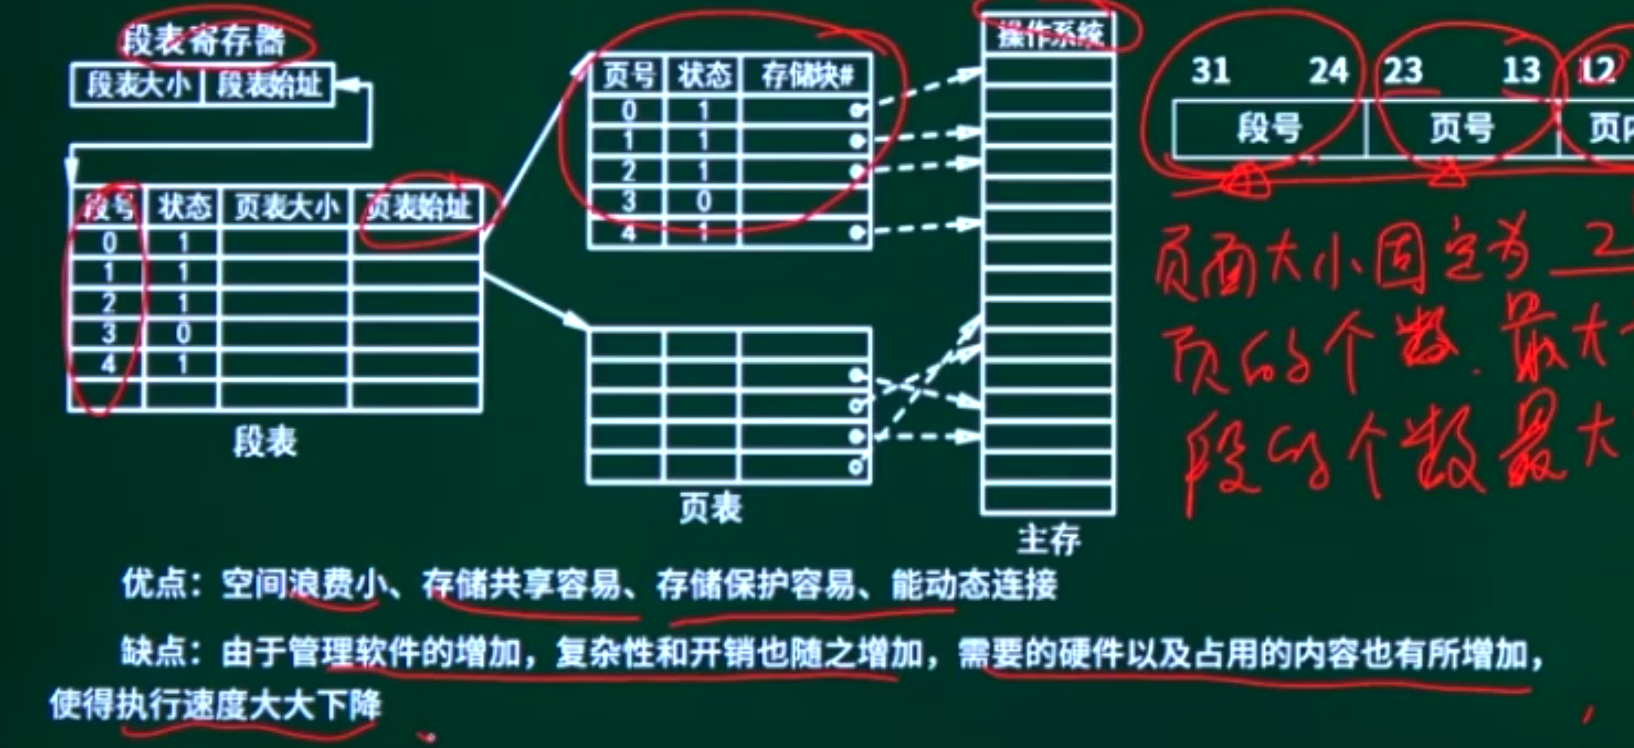 段表寄存器
段表大小 段表始址
段号 状态 页表大小 页表始址
0 1
1 1
2 1
3 0
4 1
段表
页号 状态 存储块#
0 1
1 1
2 1
3 0
4 1
页表
操作系统
主存
31 24 23 13 12
段号 页号 页
页面大小固定为 2
页的个数.最大
段的个数最大
优点：空间浪费小、存储共享容易、存储保护容易、能动态连接
缺点：由于管理软件的增加，复杂性和开销也随之增加，需要的硬件以及占用的内容也有所增加，
使得执行速度大大下降